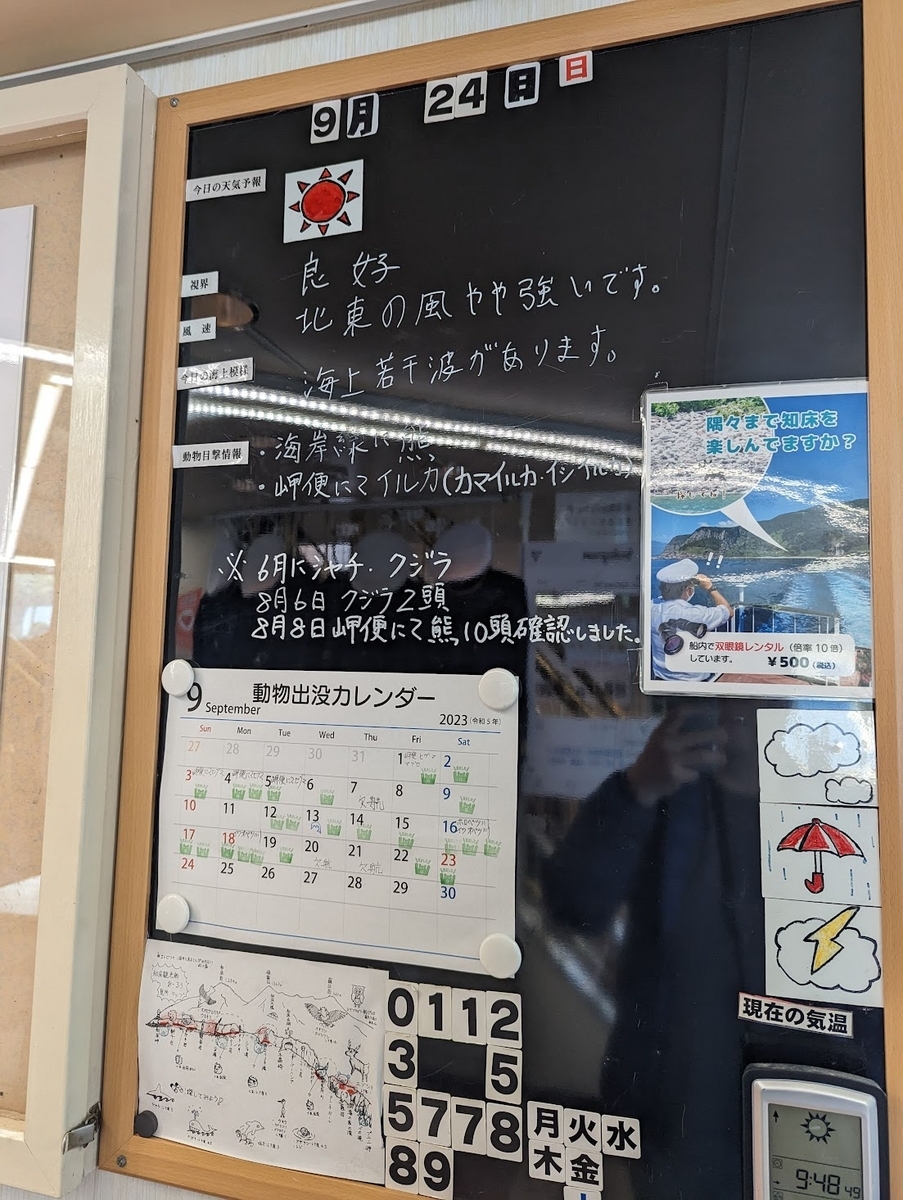 9月 24日 日
今日の天気予報
視界
良好
風速
北東の風やや強いです。
今日の海上模様
海上若干波があります。
動物目撃情報
・海岸線に熊
・岬便にてイルカ(カマイルカ・イシイルカ)
※ 6月にシャチ・クジラ
8月6日 クジラ2頭
8月8日 岬便にて熊10頭確認しました。
隅々まで知床を
楽しんでますか?
!!
船内で双眼鏡レンタル(倍率10倍)
しています。 ¥500(税込)
9 September 動物出没カレンダー
2023(令和5年)
Sun Mon Tue Wed Thu Fri Sat
27 28 29 30 31 1 2
3 4 5 6 7 8 9
10 11 12 13 14 15 16
17 18 19 20 21 22 23
24 25 26 27 28 29 30
0112
3 5
5778
89
月火水
木金
現在の気温
9:48 49